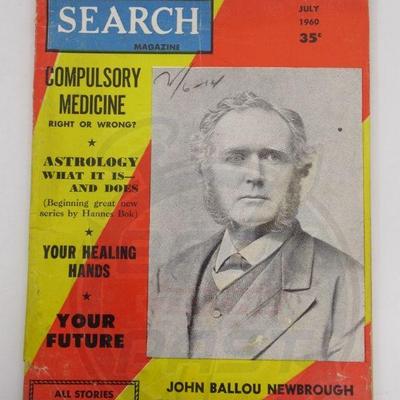 SEARCH
MAGAZINE
JULY
1960
35¢
COMPULSORY
MEDICINE
RIGHT OR WRONG?
ASTROLOGY
WHAT IT IS—
AND DOES
(Beginning great new
series by Hannes Bok)
YOUR HEALING
HANDS
YOUR
FUTURE
ALL STORIES
JOHN BALLOU NEWBROUGH